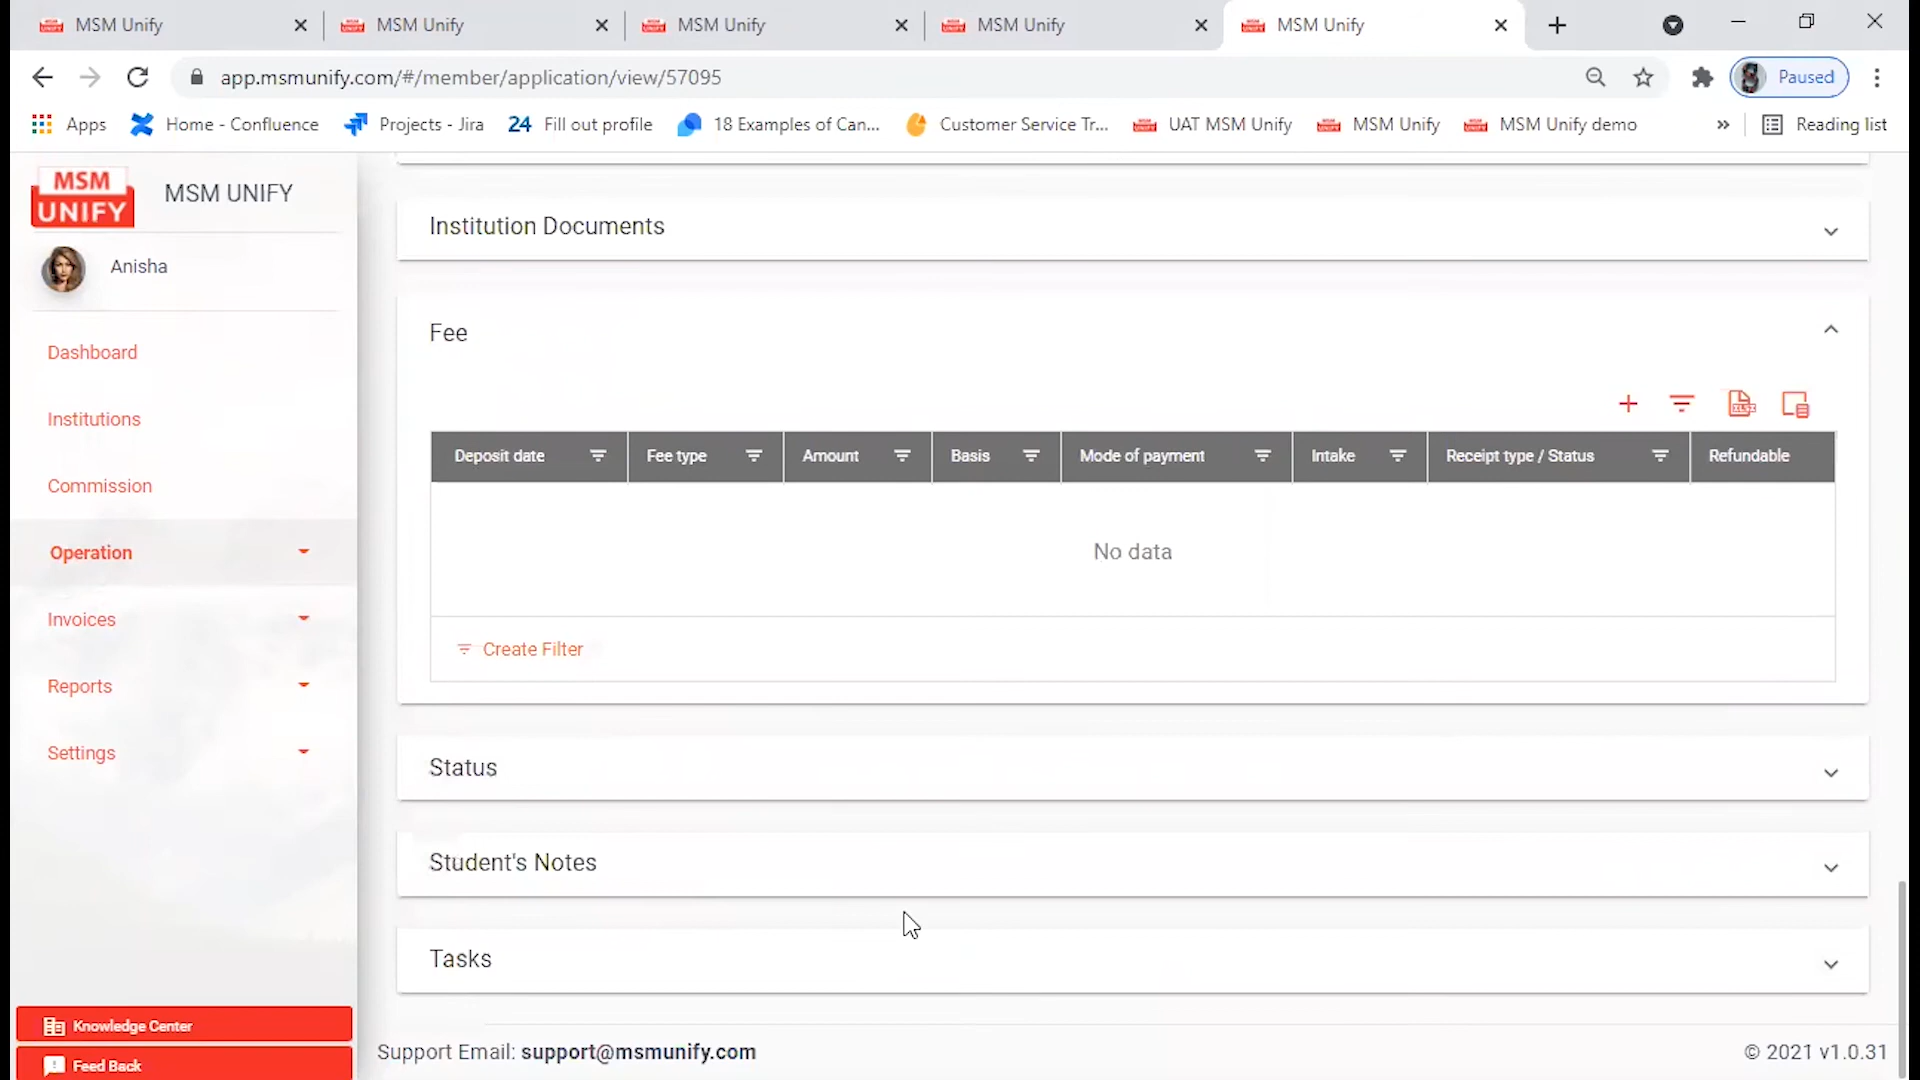 MSM Unify
MSM Unify
MSM Unify
MSM Unify
MSM Unify
app.msmunify.com/#/member/application/view/57095
Paused
Apps
Home - Confluence
Projects - Jira
24 Fill out profile
18 Examples of Can...
Customer Service Tr...
UAT MSM Unify
MSM Unify
MSM Unify demo
»
Reading list
MSM
UNIFY
MSM UNIFY
Anisha
Dashboard
Institutions
Commission
Operation
Invoices
Reports
Settings
Knowledge Center
Feed Back
Institution Documents
Fee
Deposit date Fee type Amount Basis Mode of payment Intake Receipt type / Status Refundable
No data
Create Filter
Status
Student's Notes
Tasks
Support Email: support@msmunify.com
© 2021 v1.0.31